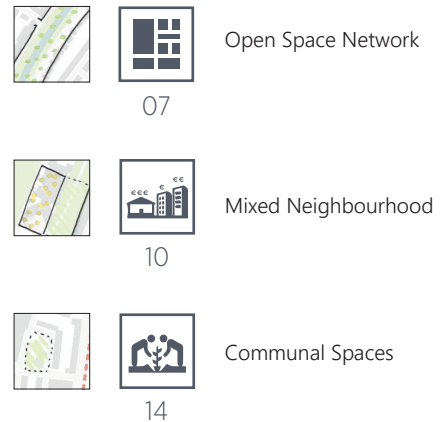 Open Space Network
07
€€€ € €€
Mixed Neighbourhood
10
Communal Spaces
14